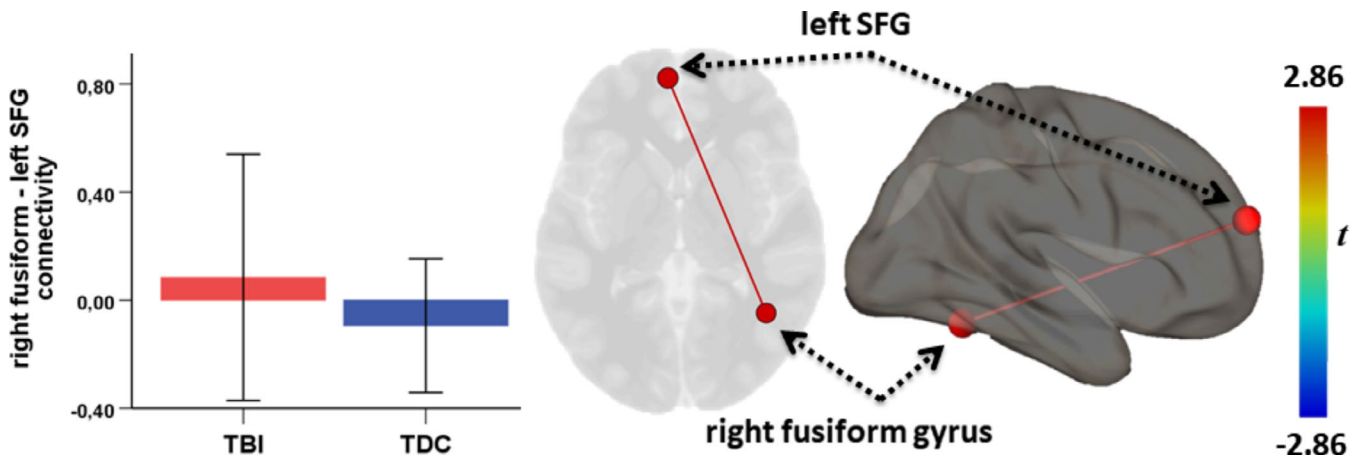 right fusiform - left SFG
connectivity
0,80
0,40
0,00
-0,40
TBI
TDC
left SFG
right fusiform gyrus
2.86
t
-2.86